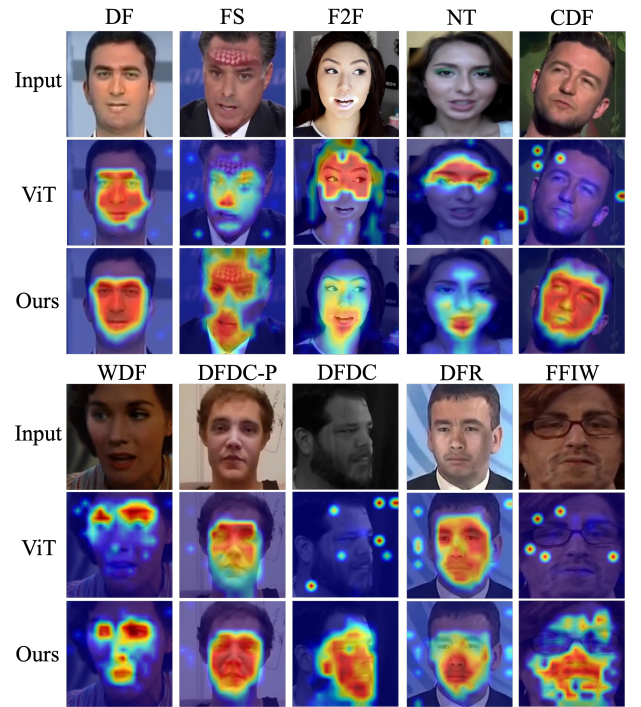 DF FS F2F NT CDF
Input
ViT
Ours
WDF DFDC-P DFDC DFR FFIW
Input
ViT
Ours